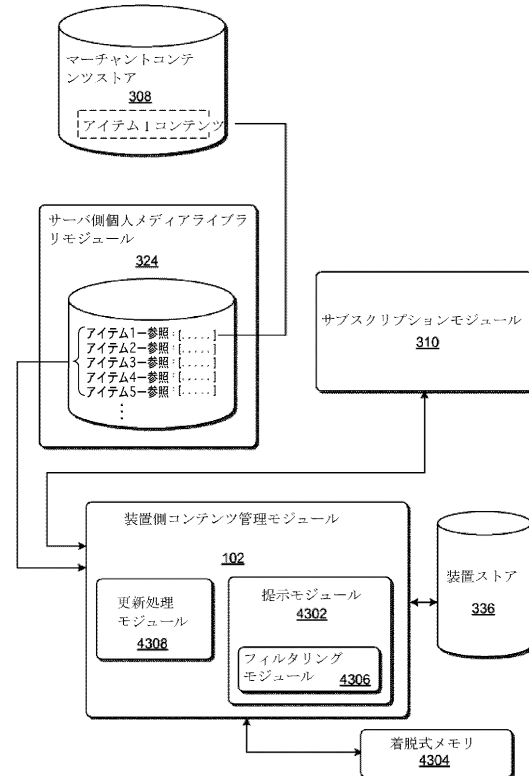 マーチャントコンテ
ンツストア
308
アイテム1コンテンツ
サーバ側個人メディアライブラ
リモジュール
324
アイテム1ー参照:[.....]
アイテム2ー参照:[.....]
アイテム3ー参照:[.....]
アイテム4ー参照:[.....]
アイテム5ー参照:[.....]
サブスクリプションモジュール
310
装置側コンテンツ管理モジュール
102
更新処理
モジュール
4308
提示モジュール
4302
フィルタリング
モジュール 4306
装置ストア
336
着脱式メモリ
4304